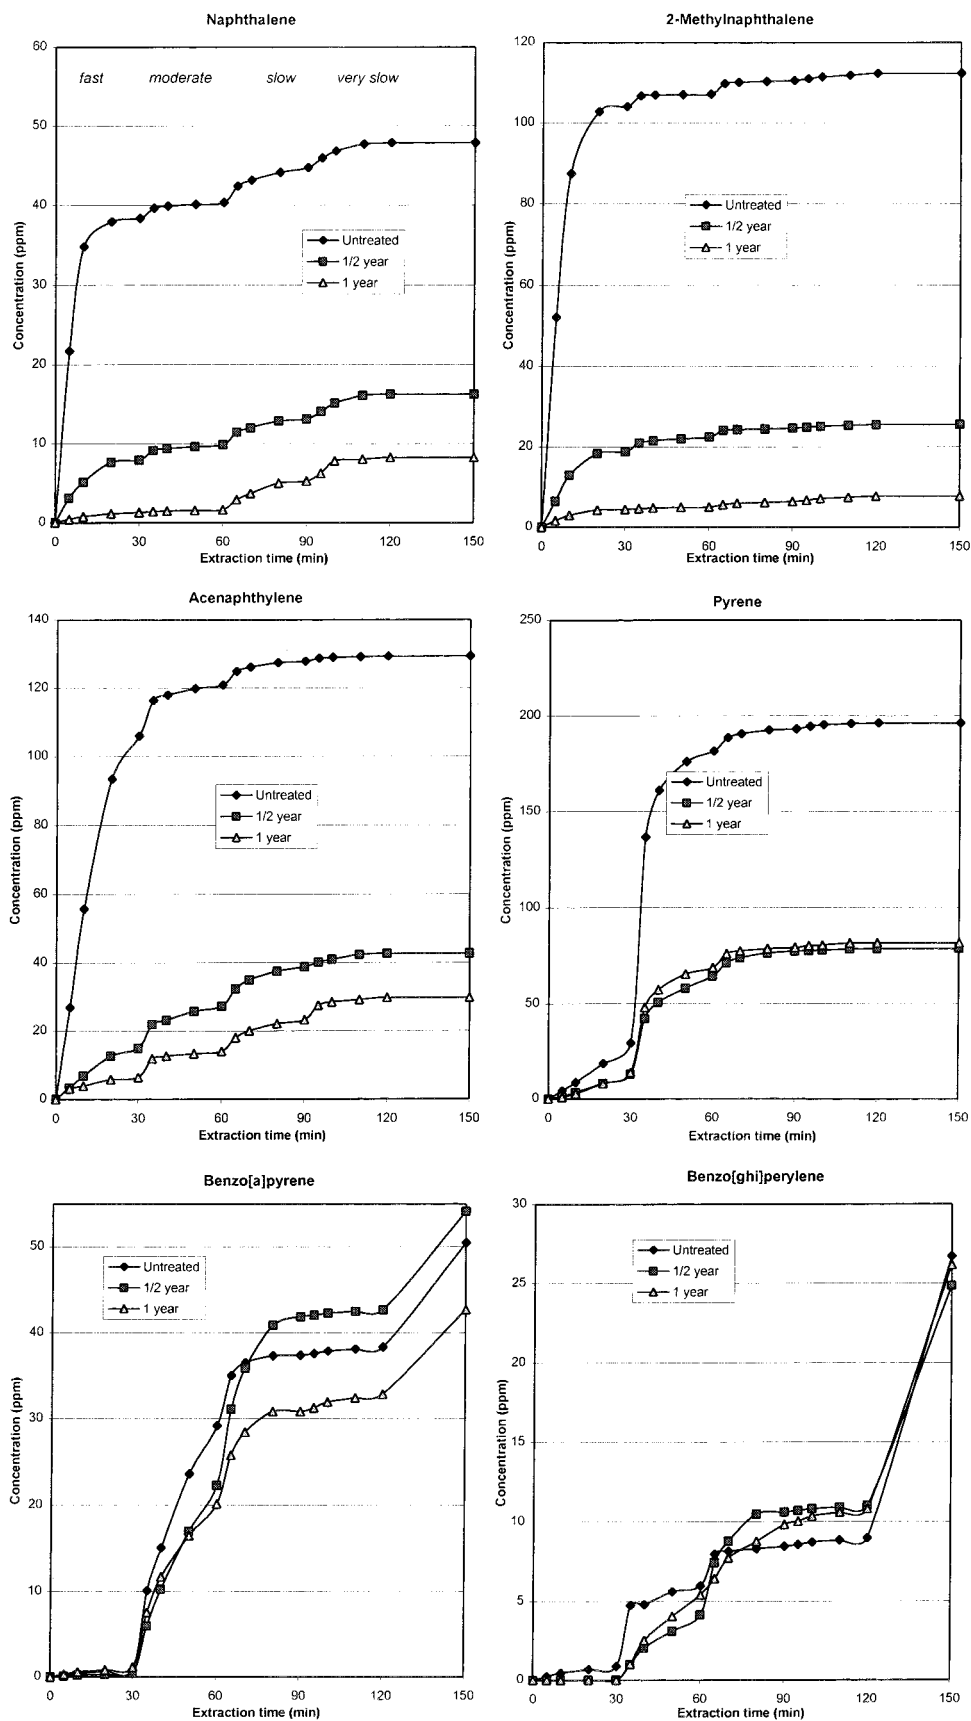 Naphthalene
60
50
40
30
20
10
0
fast moderate slow very slow
Untreated
1/2 year
1 year
Concentration (ppm)
0 30 60 90 120 150
Extraction time (min)
2-Methylnaphthalene
120
100
80
60
40
20
0
Untreated
1/2 year
1 year
Concentration (ppm)
0 30 60 90 120 150
Extraction time (min)
Acenaphthylene
140
120
100
80
60
40
20
0
Untreated
1/2 year
1 year
Concentration (ppm)
0 30 60 90 120 150
Extraction time (min)
Pyrene
250
200
150
100
50
0
Untreated
1/2 year
1 year
Concentration (ppm)
0 30 60 90 120 150
Extraction time (min)
Benzo[a]pyrene
50
40
30
20
10
0
Untreated
1/2 year
1 year
Concentration (ppm)
0 30 60 90 120 150
Extraction time (min)
Benzo[ghi]perylene
30
25
20
15
10
5
0
Untreated
1/2 year
1 year
Concentration (ppm)
0 30 60 90 120 150
Extraction time (min)